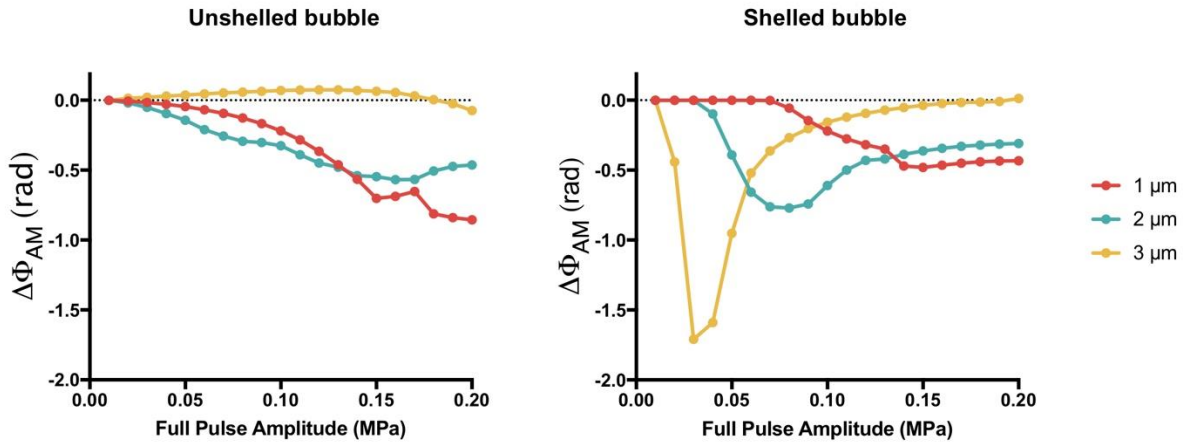 Unshelled bubble
0.0
-0.5
-1.0
-1.5
-2.0
ΔΦAM (rad)
0.00 0.05 0.10 0.15 0.20
Full Pulse Amplitude (MPa)
Shelled bubble
0.0
-0.5
-1.0
-1.5
-2.0
ΔΦAM (rad)
0.00 0.05 0.10 0.15 0.20
Full Pulse Amplitude (MPa)
1 µm
2 µm
3 µm